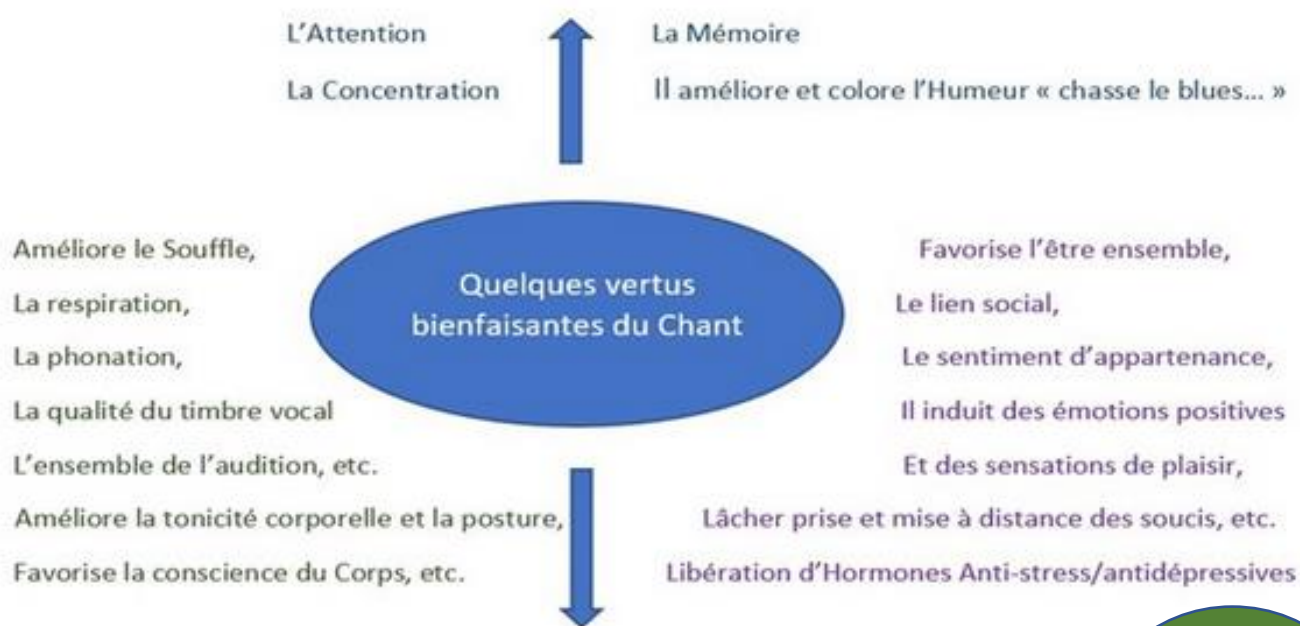 L'Attention
La Mémoire
La Concentration
Il améliore et colore l'Humeur « chasse le blues... »
Quelques vertus
bienfaisantes du Chant
Améliore le Souffle,
La respiration,
La phonation,
La qualité du timbre vocal
L'ensemble de l'audition, etc.
Améliore la tonicité corporelle et la posture,
Favorise la conscience du Corps, etc.
Favorise l'être ensemble,
Le lien social,
Le sentiment d'appartenance,
Il induit des émotions positives
Et des sensations de plaisir,
Lâcher prise et mise à distance des soucis, etc.
Libération d'Hormones Anti-stress/antidépressives